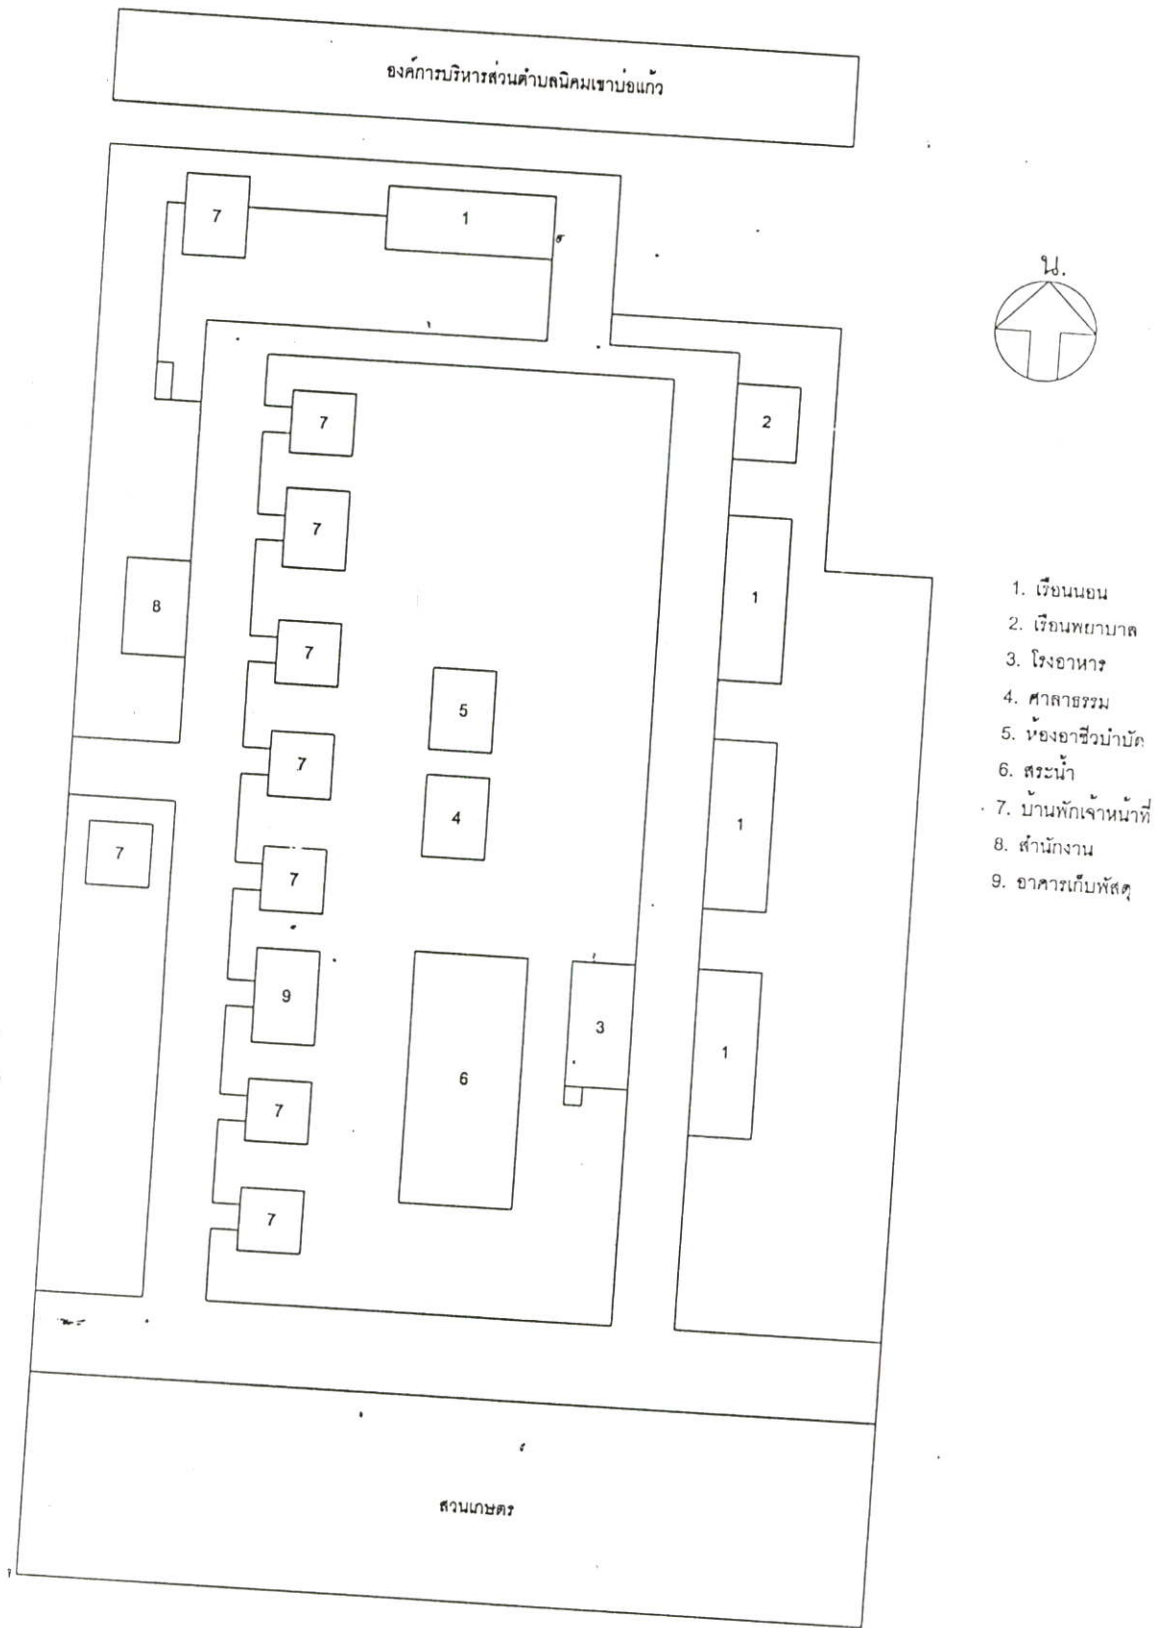 องค์การบริหารส่วนตำบลนิคมเขาบ่อแก้ว
7
1
น.
7
2
7
1
8
7
5
7
4
1
7
7
9
3
6
1
7
7
1. เรือนนอน
2. เรือนพยาบาล
3. โรงอาหาร
4. ศาลาธรรม
5. ห้องอาชีวบำบัด
6. สระน้ำ
7. บ้านพักเจ้าหน้าที่
8. สำนักงาน
9. อาคารเก็บพัสดุ
สวนเกษตร